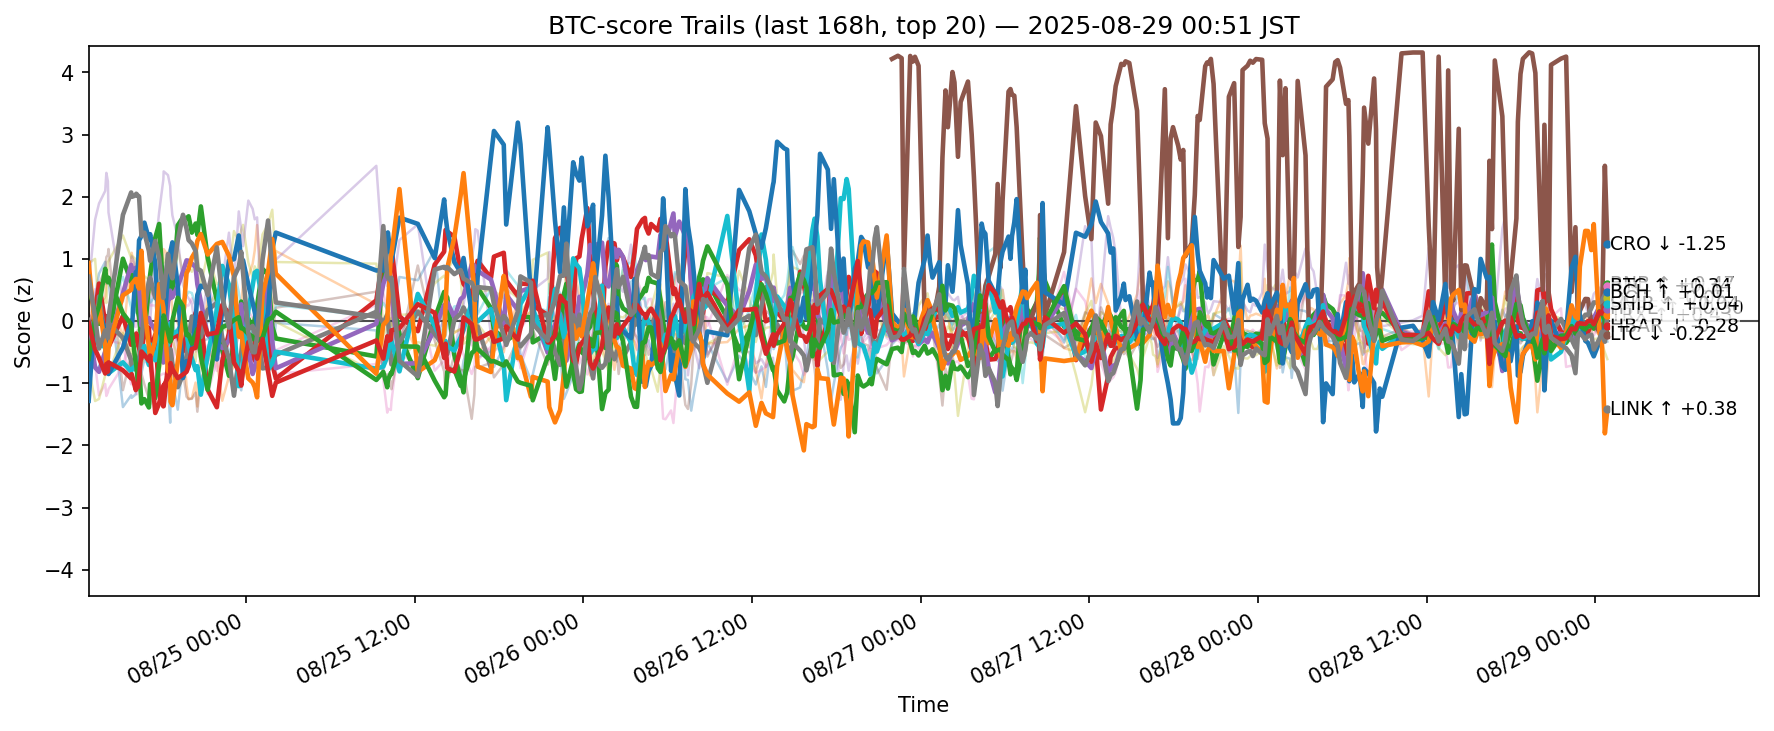 BTC-score Trails (last 168h, top 20) — 2025-08-29 00:51 JST
Score (z)
4
3
2
1
0
−1
−2
−3
−4
CRO ↓ -1.25
BCH ↑ +0.01
SHIB ↑ +0.04
HBAR ↓ -0.28
LTC ↓ -0.22
LINK ↑ +0.38
08/25 00:00
08/25 12:00
08/26 00:00
08/26 12:00
08/27 00:00
08/27 12:00
08/28 00:00
08/28 12:00
08/29 00:00
Time